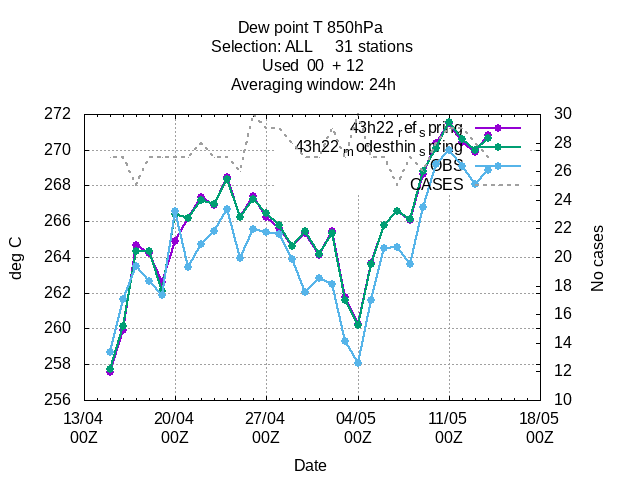 Dew point T 850hPa
Selection: ALL 31 stations
Used 00 + 12
Averaging window: 24h
272
270
268
266
264
262
260
258
256
30
28
26
24
22
20
18
16
14
12
10
43h22_ref_spring
43h22_modesthin_spring
OBS
CASES
deg C
No cases
13/04 00Z
20/04 00Z
27/04 00Z
04/05 00Z
11/05 00Z
18/05 00Z
Date